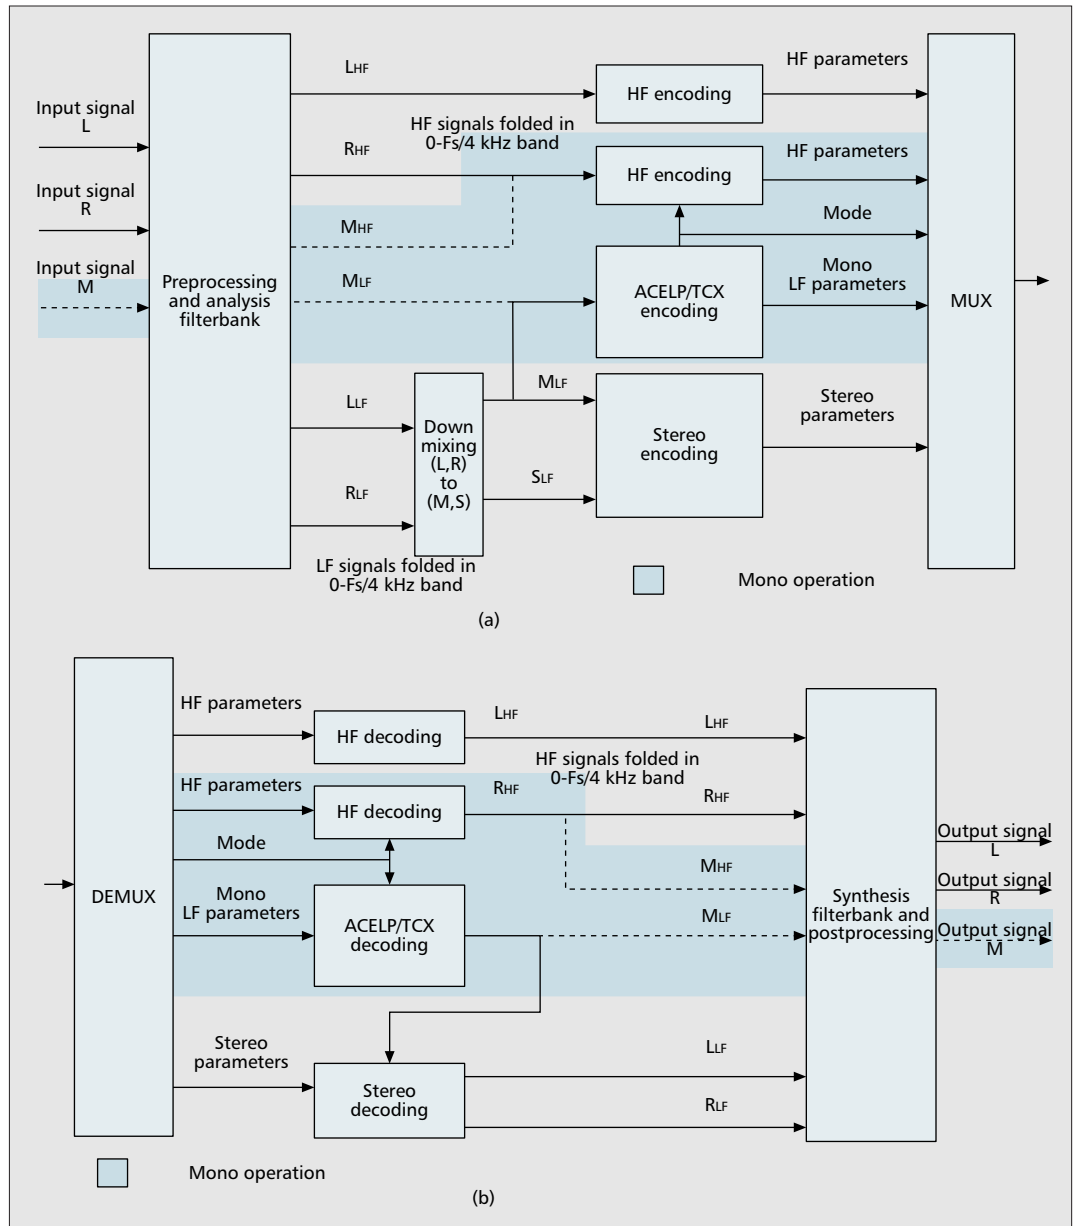 LHF
HF parameters
HF encoding
Input signal
L
HF signals folded in
0-Fs/4 kHz band
RHF
HF parameters
HF encoding
Input signal
R
Mode
MHF
Input signal
M
MLF
Mono
LF parameters
Preprocessing
and analysis
filterbank
ACELP/TCX
encoding
MUX
LLF
MLF
Stereo
parameters
Down
mixing
(L,R)
to
(M,S)
Stereo
encoding
RLF
SLF
LF signals folded in
0-Fs/4 kHz band
Mono operation
(a)
HF parameters
LHF
LHF
HF decoding
HF signals folded in
0-Fs/4 kHz band
HF parameters
RHF
RHF
HF decoding
Mode
Output signal
L
MHF
DEMUX
Mono
LF parameters
ACELP/TCX
decoding
MLF
Synthesis
filterbank and
postprocessing
Output signal
R
Output signal
M
Stereo
parameters
LLF
Stereo
decoding
RLF
Mono operation
(b)